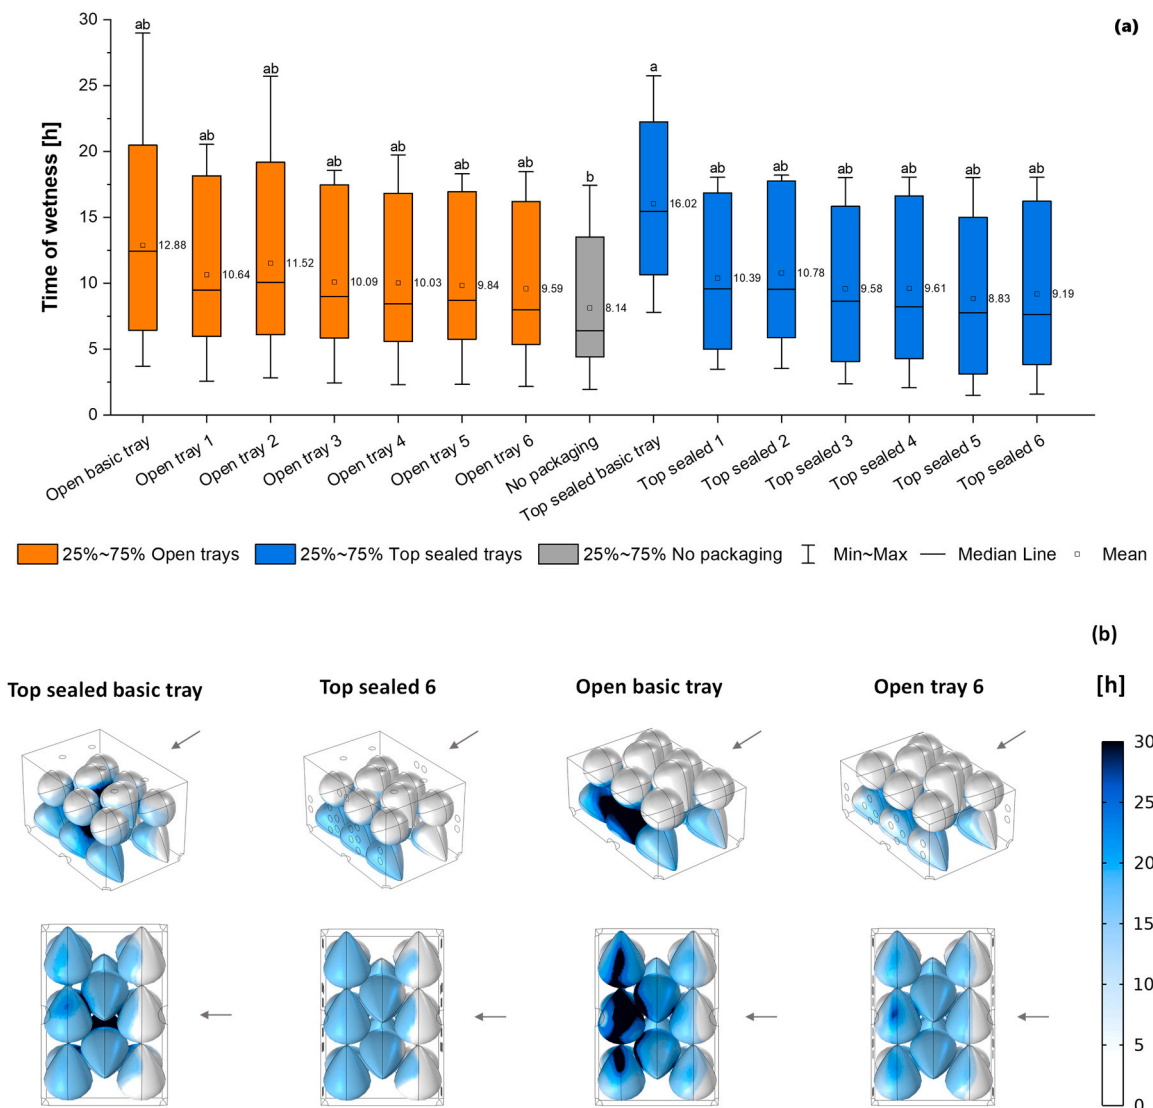 (a)
Time of wetness [h]
30
25
20
15
10
5
0
ab ab ab ab ab ab ab b a ab ab ab ab ab ab
12.88 10.64 11.52 10.09 10.03 9.84 9.59 8.14 16.02 10.39 10.78 9.58 9.61 8.83 9.19
Open basic tray
Open tray 1
Open tray 2
Open tray 3
Open tray 4
Open tray 5
Open tray 6
No packaging
Top sealed basic tray
Top sealed 1
Top sealed 2
Top sealed 3
Top sealed 4
Top sealed 5
Top sealed 6
25%~75% Open trays 25%~75% Top sealed trays 25%~75% No packaging Min~Max Median Line Mean
(b)
Top sealed basic tray Top sealed 6 Open basic tray Open tray 6 [h]
30
25
20
15
10
5
0